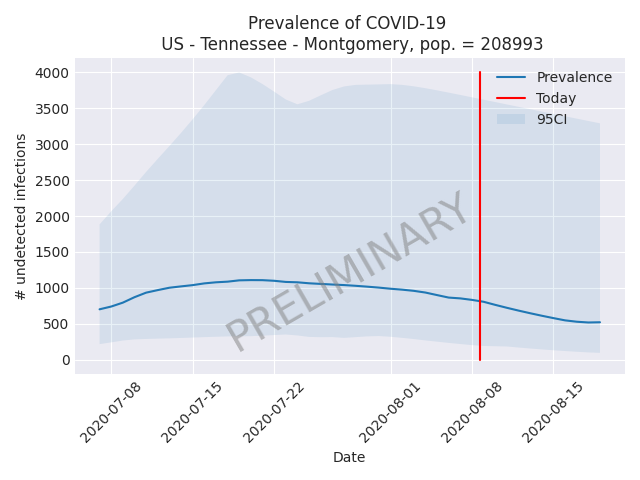 Prevalence of COVID-19
US - Tennessee - Montgomery, pop. = 208993
Prevalence
Today
95CI
# undetected infections
4000
3500
3000
2500
2000
1500
1000
500
0
PRELIMINARY
2020-07-08
2020-07-15
2020-07-22
2020-08-01
2020-08-08
2020-08-15
Date